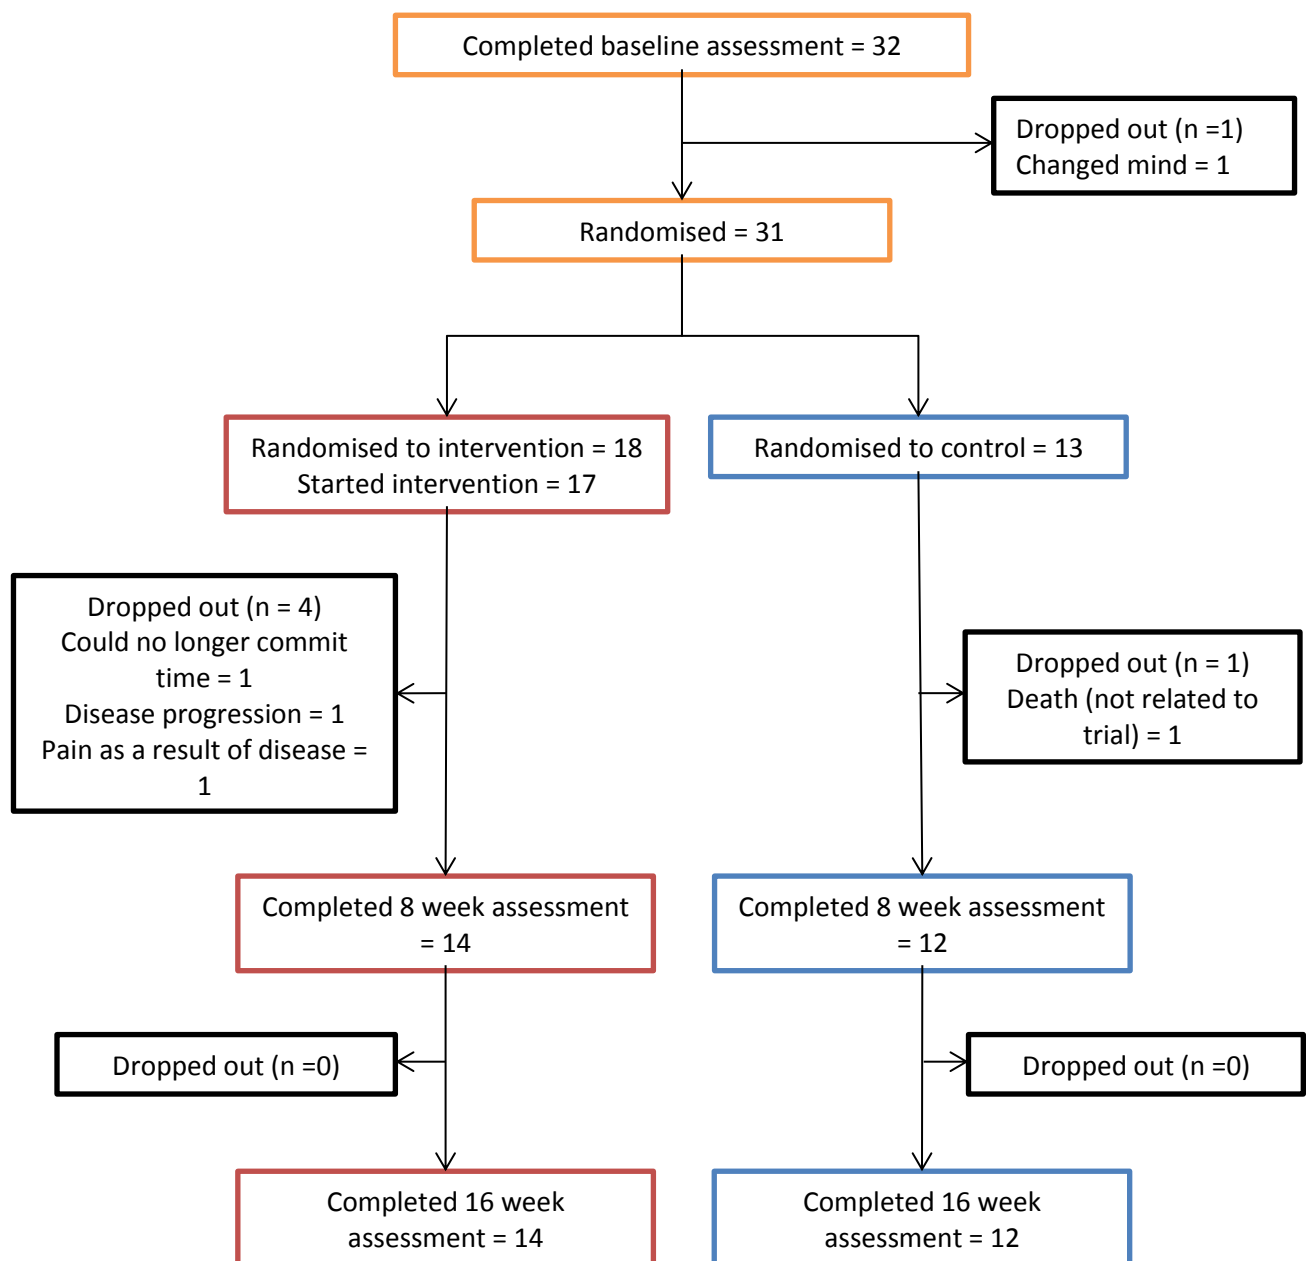 Completed baseline assessment = 32
Dropped out (n =1)
Changed mind = 1
Randomised = 31
Randomised to intervention = 18
Started intervention = 17
Randomised to control = 13
Dropped out (n = 4)
Could no longer commit
time = 1
Disease progression = 1
Pain as a result of disease =
1
Dropped out (n = 1)
Death (not related to
trial) = 1
Completed 8 week assessment
= 14
Completed 8 week assessment
= 12
Dropped out (n =0)
Dropped out (n =0)
Completed 16 week
assessment = 14
Completed 16 week
assessment = 12